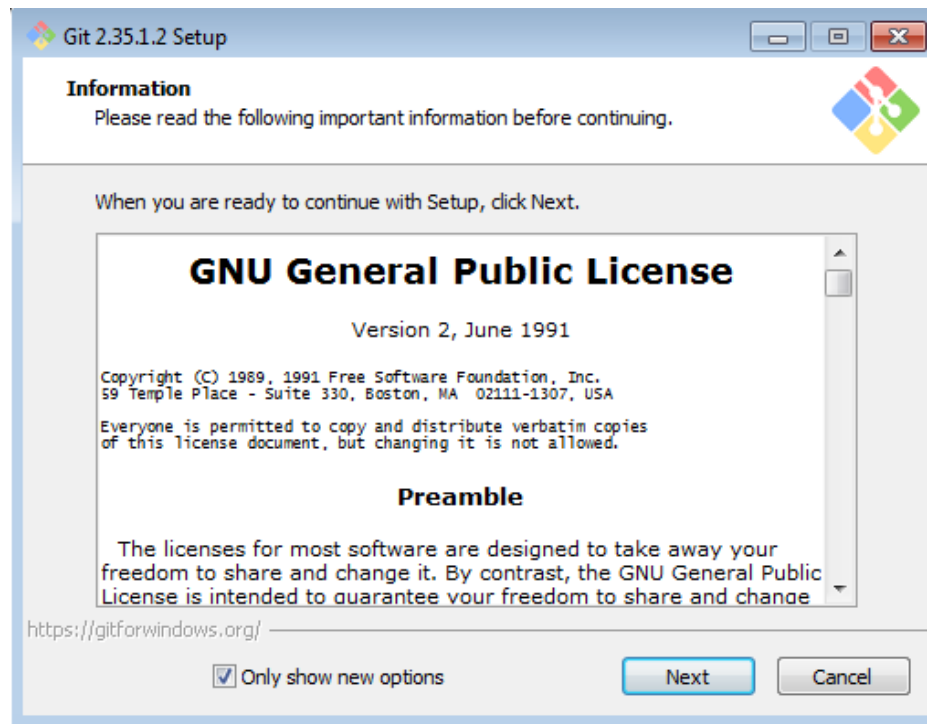 Git 2.35.1.2 Setup
Information
Please read the following important information before continuing.
When you are ready to continue with Setup, click Next.
GNU General Public License
Version 2, June 1991
Copyright (C) 1989, 1991 Free Software Foundation, Inc.
59 Temple Place - Suite 330, Boston, MA  02111-1307, USA
Everyone is permitted to copy and distribute verbatim copies
of this license document, but changing it is not allowed.
Preamble
The licenses for most software are designed to take away your
freedom to share and change it. By contrast, the GNU General Public
License is intended to guarantee your freedom to share and change
https://gitforwindows.org/
Only show new options
Next
Cancel